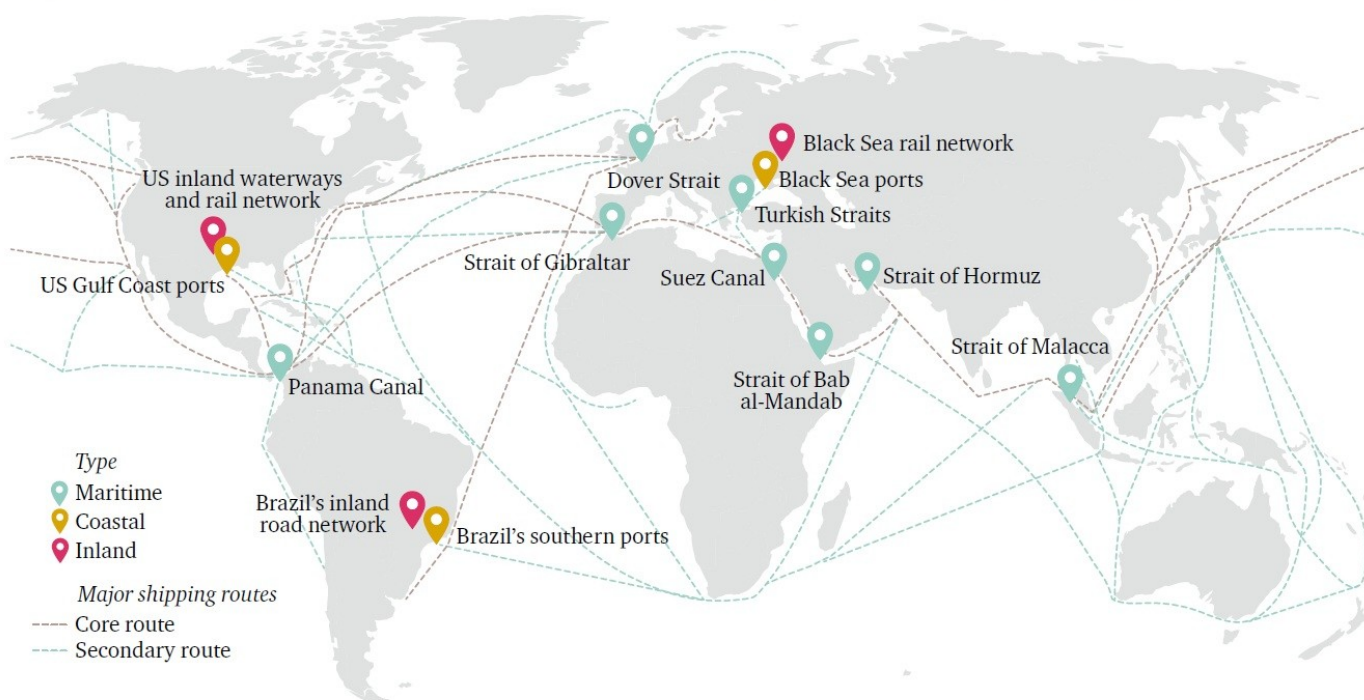 Black Sea rail network
Dover Strait
Black Sea ports
US inland waterways
and rail network
Turkish Straits
Strait of Gibraltar
Suez Canal
Strait of Hormuz
US Gulf Coast ports
Strait of Malacca
Panama Canal
Strait of Bab
al-Mandab
Type
Maritime
Coastal
Inland
Brazil's inland
road network
Brazil's southern ports
Major shipping routes
Core route
Secondary route